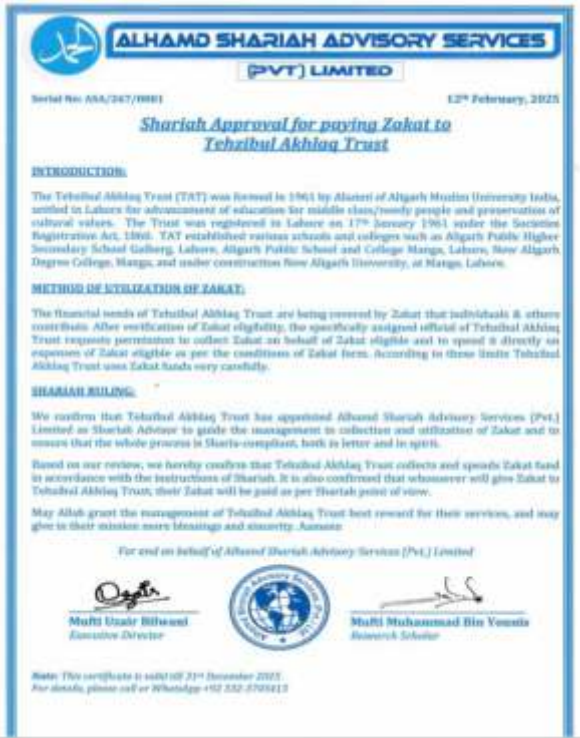 ALHAMD SHARIAH ADVISORY SERVICES
(PVT) LIMITED
Serial No: ASA/267/0001
12th February, 2025
Shariah Approval for paying Zakat to
Tehzibul Akhlaq Trust
INTRODUCTION:
The Tehzibul Akhlaq Trust (TAT) was formed in 1961 by Alumni of Aligarh Muslim University India,
settled in Lahore for advancement of education for middle class/needy people and preservation of
cultural values. The Trust was registered in Lahore on 17th January 1961 under the Societies
Registrative Act, 1860. TAT established various schools and colleges such as Aligarh Public Higher
Secondary School Gulberg, Lahore, Aligarh Public School and College Manga, Lahore, New Aligarh
Degree College, Manga, and under construction New Aligarh University, at Manga, Lahore.
METHOD OF UTILIZATION OF ZAKAT:
The financial needs of Tehzibul Akhlaq Trust are being covered by Zakat that individuals & others
contribute. After verification of Zakat eligibility, the specifically assigned official of Tehzibul Akhlaq
Trust requests permission to collect Zakat on behalf of Zakat eligible and to spend it directly on
expenses of Zakat eligible as per the conditions of Zakat form. According to these limits Tehzibul
Akhlaq Trust uses Zakat funds very carefully.
SHARIAH RULING:
We confirm that Tehzibul Akhlaq Trust has appointed Alhamd Shariah Advisory Services (Pvt.)
Limited as Shariah Advisor to guide the management in collection and utilization of Zakat and to
ensure that the whole process is Sharia-compliant, both in letter and in spirit.
Based on our review, we hereby confirm that Tehzibul Akhlaq Trust collects and spends Zakat fund
in accordance with the instructions of Shariah. It is also confirmed that whosoever will give Zakat to
Tehzibul Akhlaq Trust, their Zakat will be paid as per Shariah point of view.
May Allah grant the management of Tehzibul Akhlaq Trust best reward for their services, and may
give in their mission more blessings and sincerity. Aameen
For and on behalf of Alhamd Shariah Advisory Services (Pvt.) Limited
Mufti Uzair Bilwani
Executive Director
Mufti Muhammad Bin Younis
Research Scholar
Note: This certificate is valid till 31st December 2025
For details, please call or WhatsApp +92 332